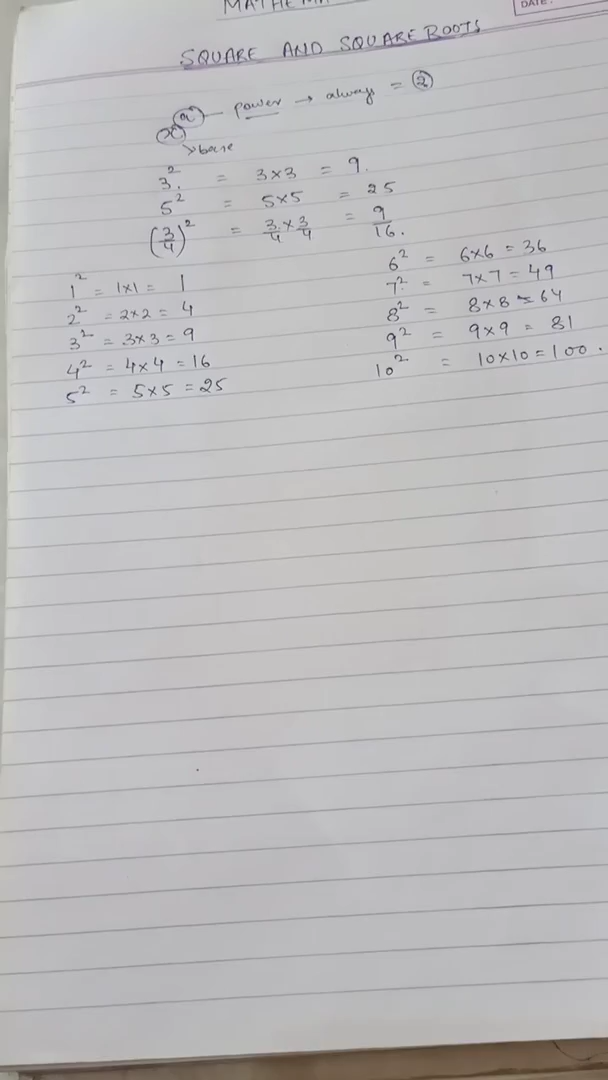 MATHEMA
DATE:
SQUARE AND SQUARE ROOTS
x^a — power → always = 2
base
3² = 3×3 = 9.
5² = 5×5 = 25
(3/4)² = 3/4 × 3/4 = 9/16.
1² = 1×1 = 1
2² = 2×2 = 4
3² = 3×3 = 9
4² = 4×4 = 16
5² = 5×5 = 25
6² = 6×6 = 36
7² = 7×7 = 49
8² = 8×8 = 64
9² = 9×9 = 81
10² = 10×10 = 100.